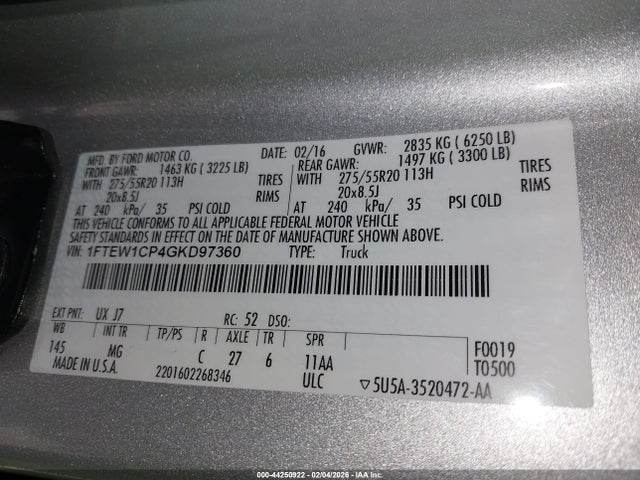 MFD. BY FORD MOTOR CO. DATE: 02/16 GVWR: 2835 KG ( 6250 LB)
FRONT GAWR: 1463 KG ( 3225 LB) REAR GAWR: 1497 KG ( 3300 LB)
WITH 275/55R20 113H TIRES WITH 275/55R20 113H TIRES
20x8.5J RIMS 20x8.5J RIMS
AT 240 kPa/ 35 PSI COLD AT 240 kPa/ 35 PSI COLD
THIS VEHICLE CONFORMS TO ALL APPLICABLE FEDERAL MOTOR VEHICLE
SAFETY STANDARDS IN EFFECT ON THE DATE OF MANUFACTURE SHOWN ABOVE.
VIN: 1FTEW1CP4GKD97360 TYPE: Truck
EXT PNT: UX J7 RC: 52 DSO:
WB INT TR TP/PS R AXLE TR SPR F0019
145 MG C 27 6 11AA T0500
MADE IN U.S.A. 2201602268346 ULC ▽5U5A-3520472-AA
000 - 44250922 - 02/04/2026 - IAAI.com